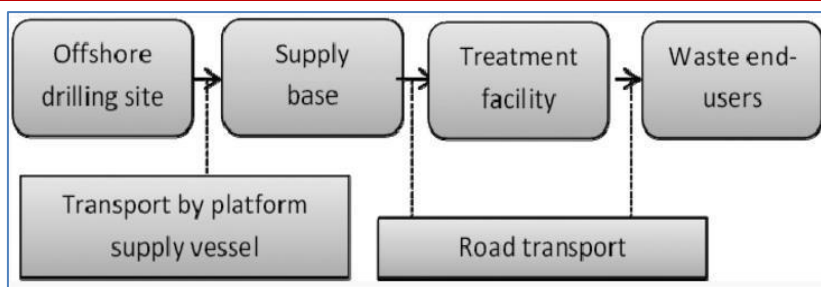 Offshore
drilling site
Supply
base
Treatment
facility
Waste end-
users
Transport by platform
supply vessel
Road transport